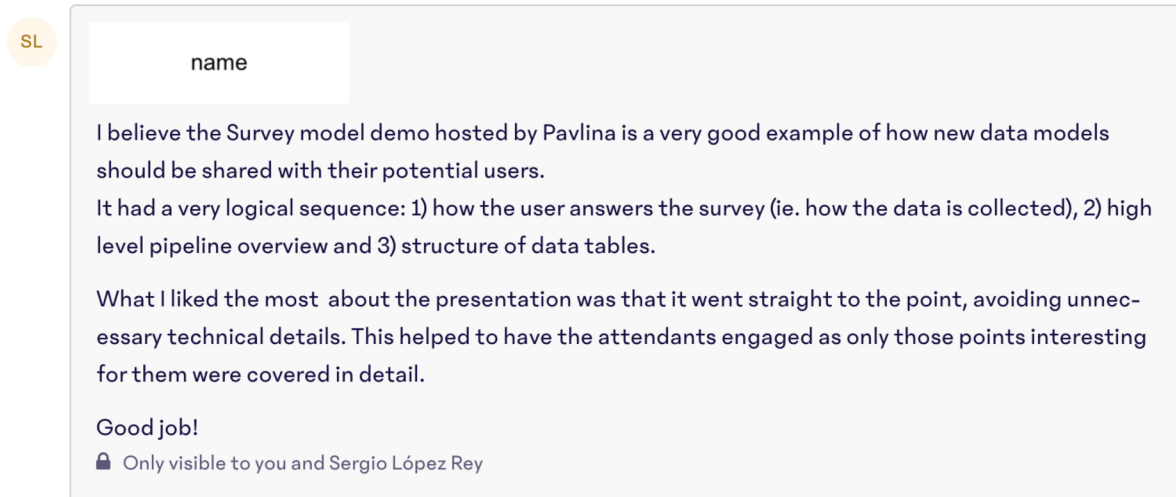 SL
name
I believe the Survey model demo hosted by Pavlina is a very good example of how new data models
should be shared with their potential users.
It had a very logical sequence: 1) how the user answers the survey (ie. how the data is collected), 2) high
level pipeline overview and 3) structure of data tables.
What I liked the most  about the presentation was that it went straight to the point, avoiding unnec-
essary technical details. This helped to have the attendants engaged as only those points interesting
for them were covered in detail.
Good job!
Only visible to you and Sergio López Rey